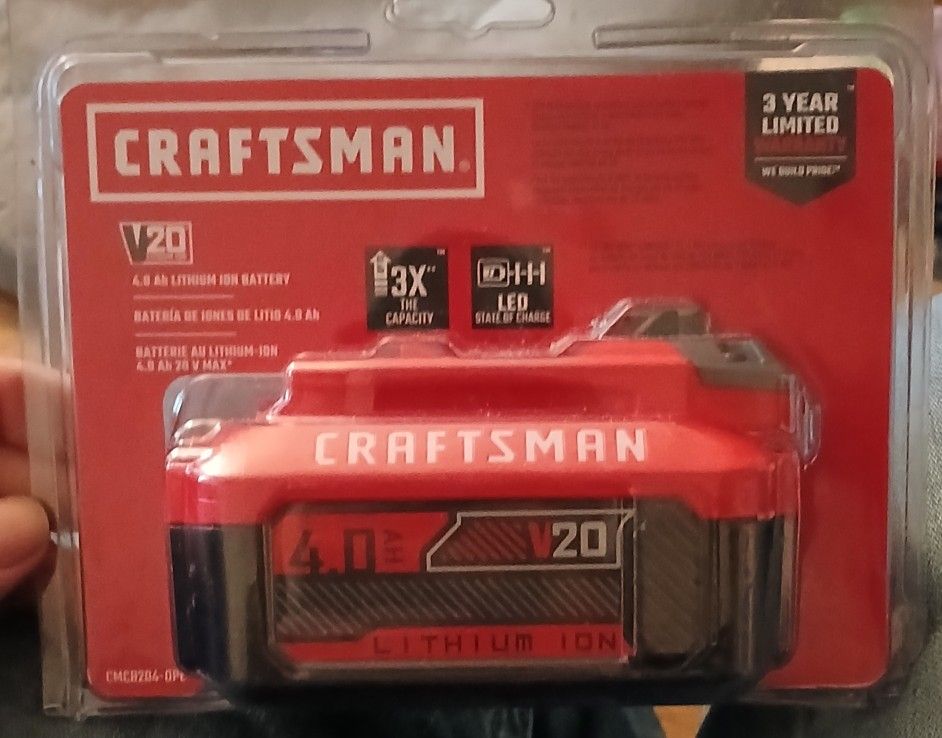 CRAFTSMAN®
3 YEAR
LIMITED
WARRANTY
WE BUILD PRIDE™
V20
4.0 Ah LITHIUM ION BATTERY
BATERÍA DE IONES DE LITIO 4.0 Ah
BATTERIE AU LITHIUM-ION
4.0 Ah 20 V MAX*
3X
THE
CAPACITY
LED
STATE OF CHARGE
CRAFTSMAN
4.0 AH
V20
LITHIUM ION